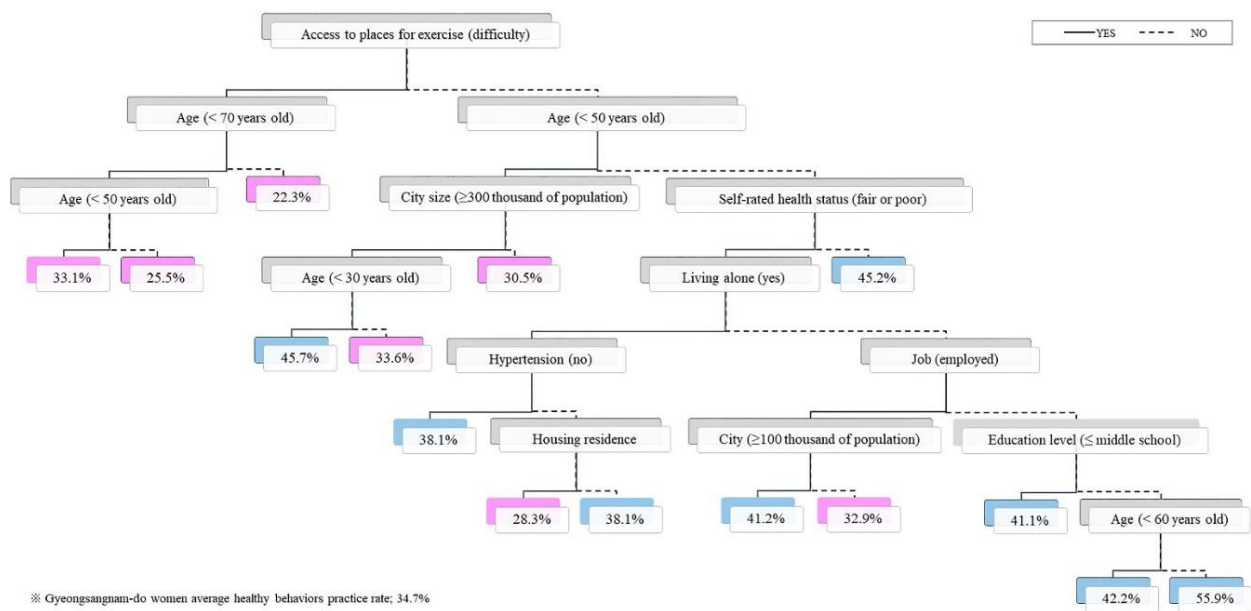 Access to places for exercise (difficulty)
YES
NO
Age (< 70 years old)
Age (< 50 years old)
Age (< 50 years old)
22.3%
City size (≥300 thousand of population)
Self-rated health status (fair or poor)
33.1%
25.5%
Age (< 30 years old)
30.5%
Living alone (yes)
45.2%
45.7%
33.6%
Hypertension (no)
Job (employed)
38.1%
Housing residence
City (≥100 thousand of population)
Education level (≤ middle school)
28.3%
38.1%
41.2%
32.9%
41.1%
Age (< 60 years old)
42.2%
55.9%
※ Gyeongsangnam-do women average healthy behaviors practice rate; 34.7%